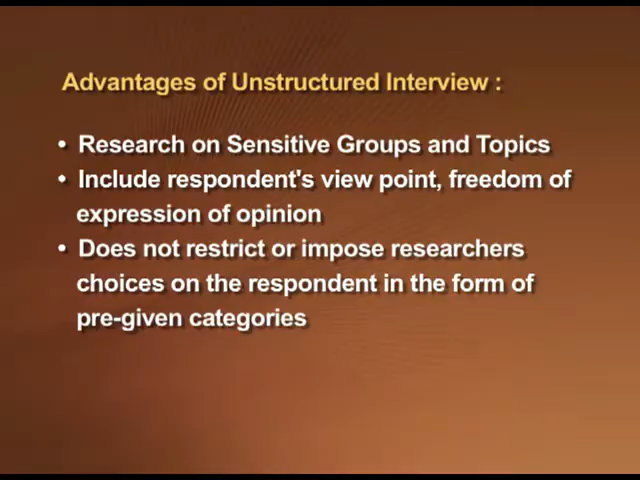 Advantages of Unstructured Interview :
• Research on Sensitive Groups and Topics
• Include respondent's view point, freedom of
expression of opinion
• Does not restrict or impose researchers
choices on the respondent in the form of
pre-given categories